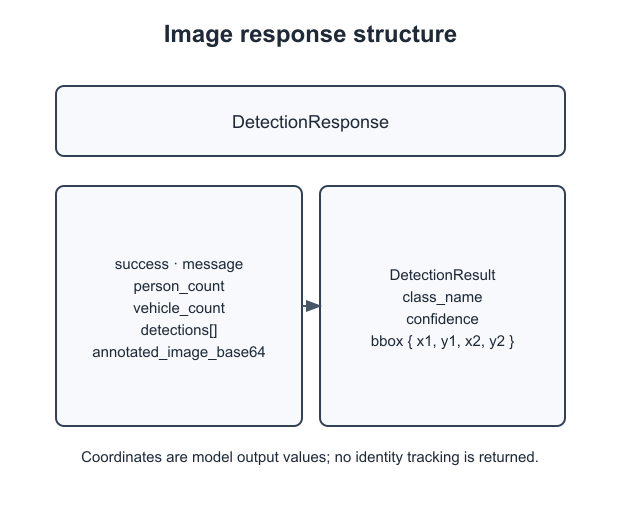 Image response structure
DetectionResponse
success · message
person_count
vehicle_count
detections[]
annotated_image_base64
DetectionResult
class_name
confidence
bbox { x1, y1, x2, y2 }
Coordinates are model output values; no identity tracking is returned.